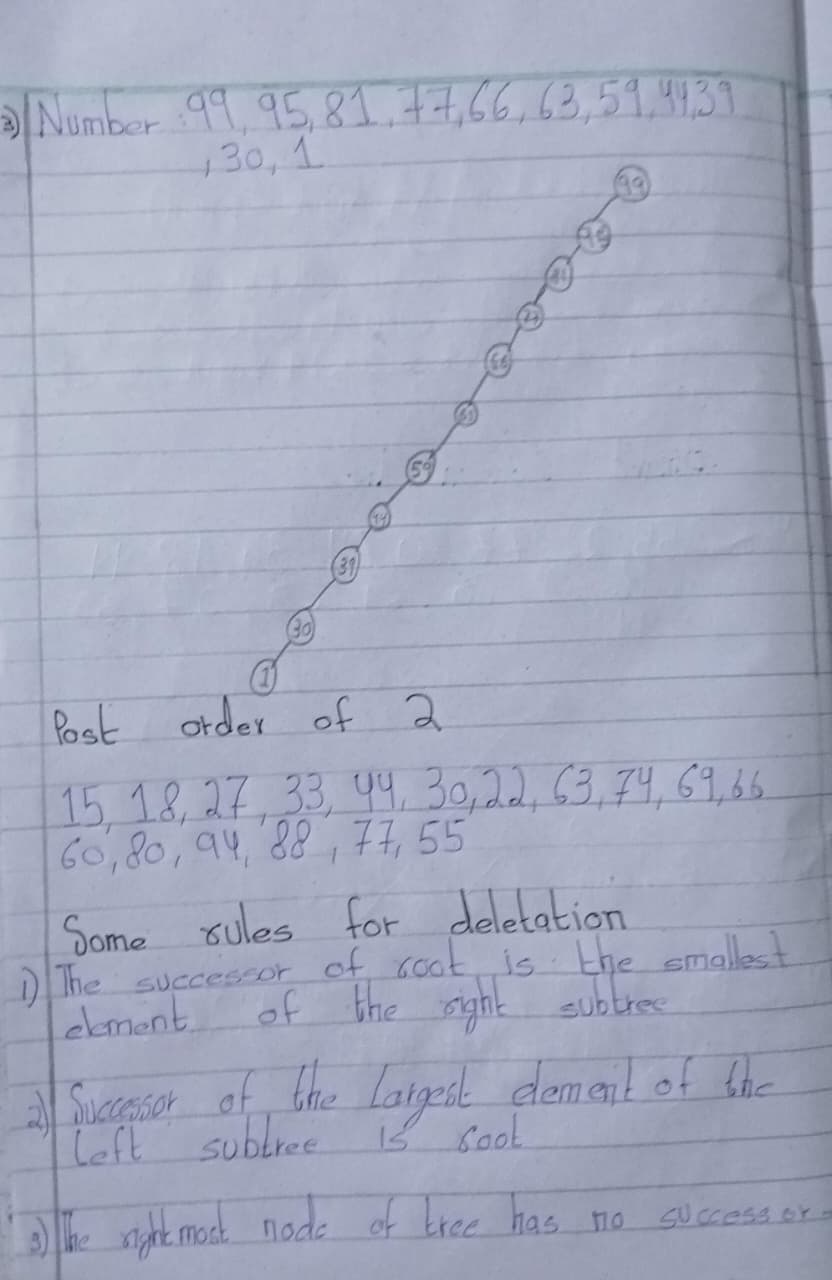 3) Number : 99, 95, 81, 77, 66, 63, 59, 44, 39
, 30, 1
99
95
81
77
66
63
59
44
39
30
1
Post order of 2
15, 18, 27, 33, 44, 30, 22, 63, 74, 69, 66
60, 80, 94, 88, 77, 55
Some rules for deletation
1) The successor of root is the smallest
element of the right subtree
2) Successor of the largest element of the
left subtree is root
3) The rightmost node of tree has no successor